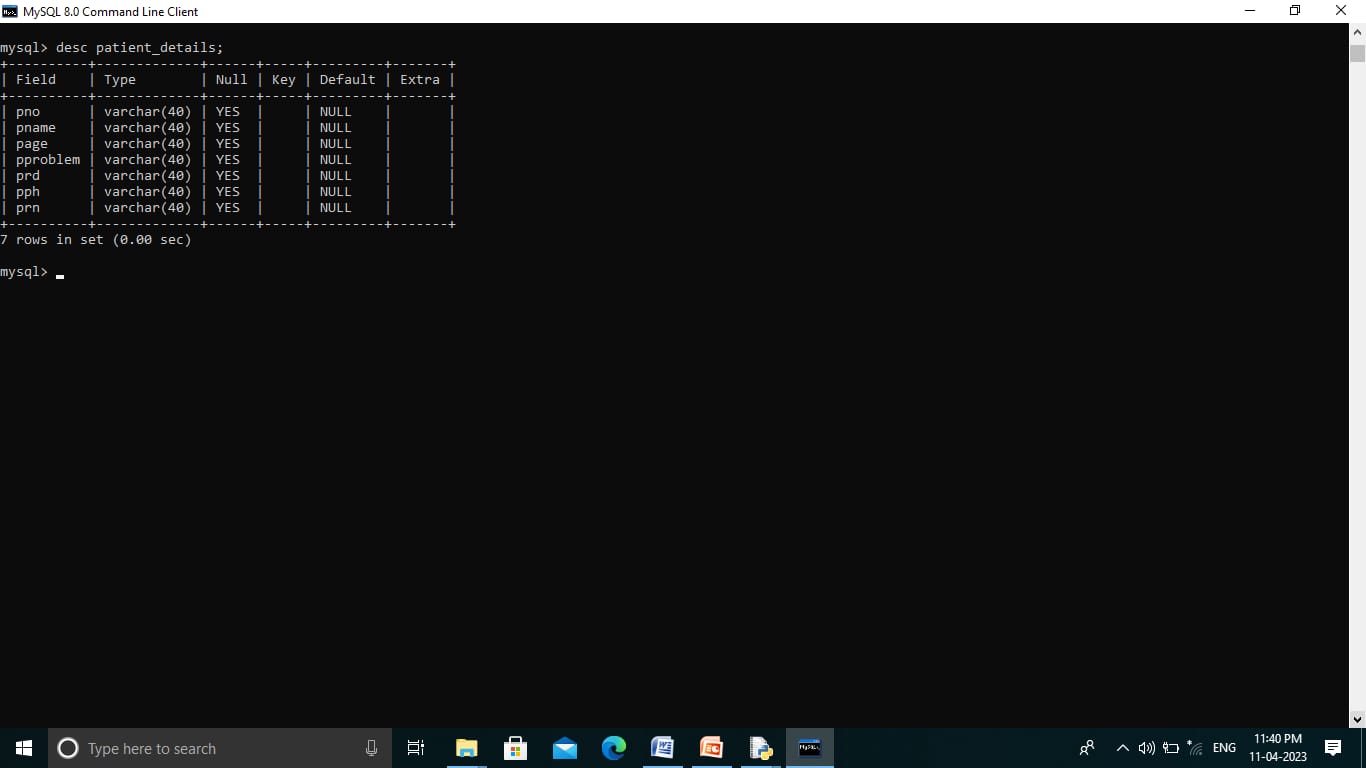 MySQL 8.0 Command Line Client
mysql> desc patient_details;
+----------+-------------+------+-----+---------+-------+
| Field    | Type        | Null | Key | Default | Extra |
+----------+-------------+------+-----+---------+-------+
| pno      | varchar(40) | YES  |     | NULL    |       |
| pname    | varchar(40) | YES  |     | NULL    |       |
| page     | varchar(40) | YES  |     | NULL    |       |
| pproblem | varchar(40) | YES  |     | NULL    |       |
| prd      | varchar(40) | YES  |     | NULL    |       |
| pph      | varchar(40) | YES  |     | NULL    |       |
| prn      | varchar(40) | YES  |     | NULL    |       |
+----------+-------------+------+-----+---------+-------+
7 rows in set (0.00 sec)
mysql>
Type here to search
ENG
11:40 PM
11-04-2023